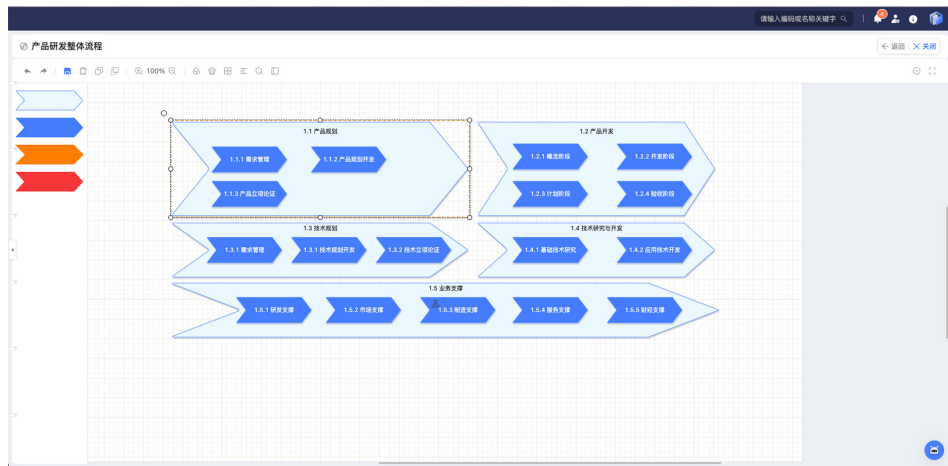 请输入编码或名称关键字
产品研发整体流程
返回
关闭
100%
1.1 产品规划
1.2 产品开发
1.1.1 需求管理
1.1.2 产品规划开发
1.2.1 概念阶段
1.2.2 开发阶段
1.1.3 产品立项论证
1.2.3 计划阶段
1.2.4 验收阶段
1.3 技术规划
1.4 技术研究与开发
1.3.1 需求管理
1.3.1 技术规划开发
1.3.2 技术立项论证
1.4.1 基础技术研究
1.4.2 应用技术开发
1.5 业务支撑
1.5.1 研发支撑
1.5.2 市场支撑
1.5.3 制造支撑
1.5.4 服务支撑
1.5.5 财经支撑